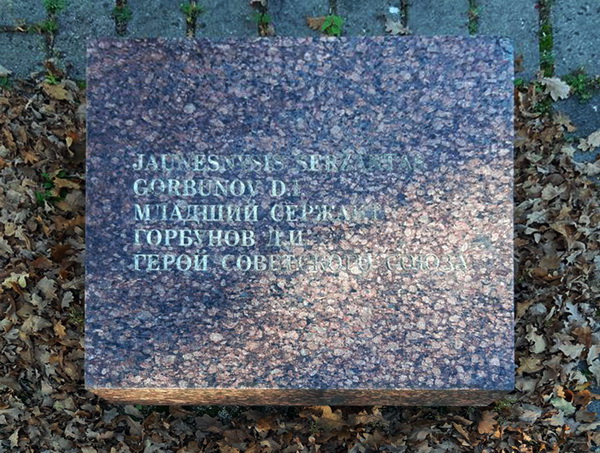 JAUNESNYSIS SERŽANTAS
GORBUNOV D.I.
МЛАДШИЙ СЕРЖАНТ
ГОРБУНОВ Д.И.
ГЕРОЙ СОВЕТСКОГО СОЮЗА